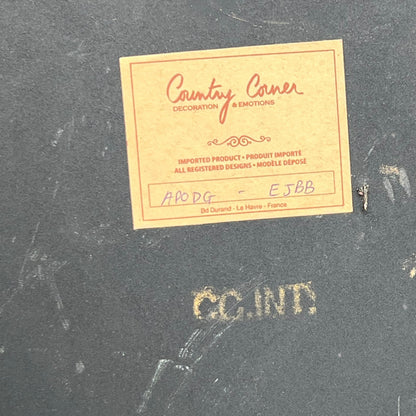 Country Corner
DECORATION & EMOTIONS
IMPORTED PRODUCT • PRODUIT IMPORTÉ
ALL REGISTERED DESIGNS • MODÈLE DÉPOSÉ
APODG - EJBB
Bd Durand - Le Havre - France
C.C.INT.